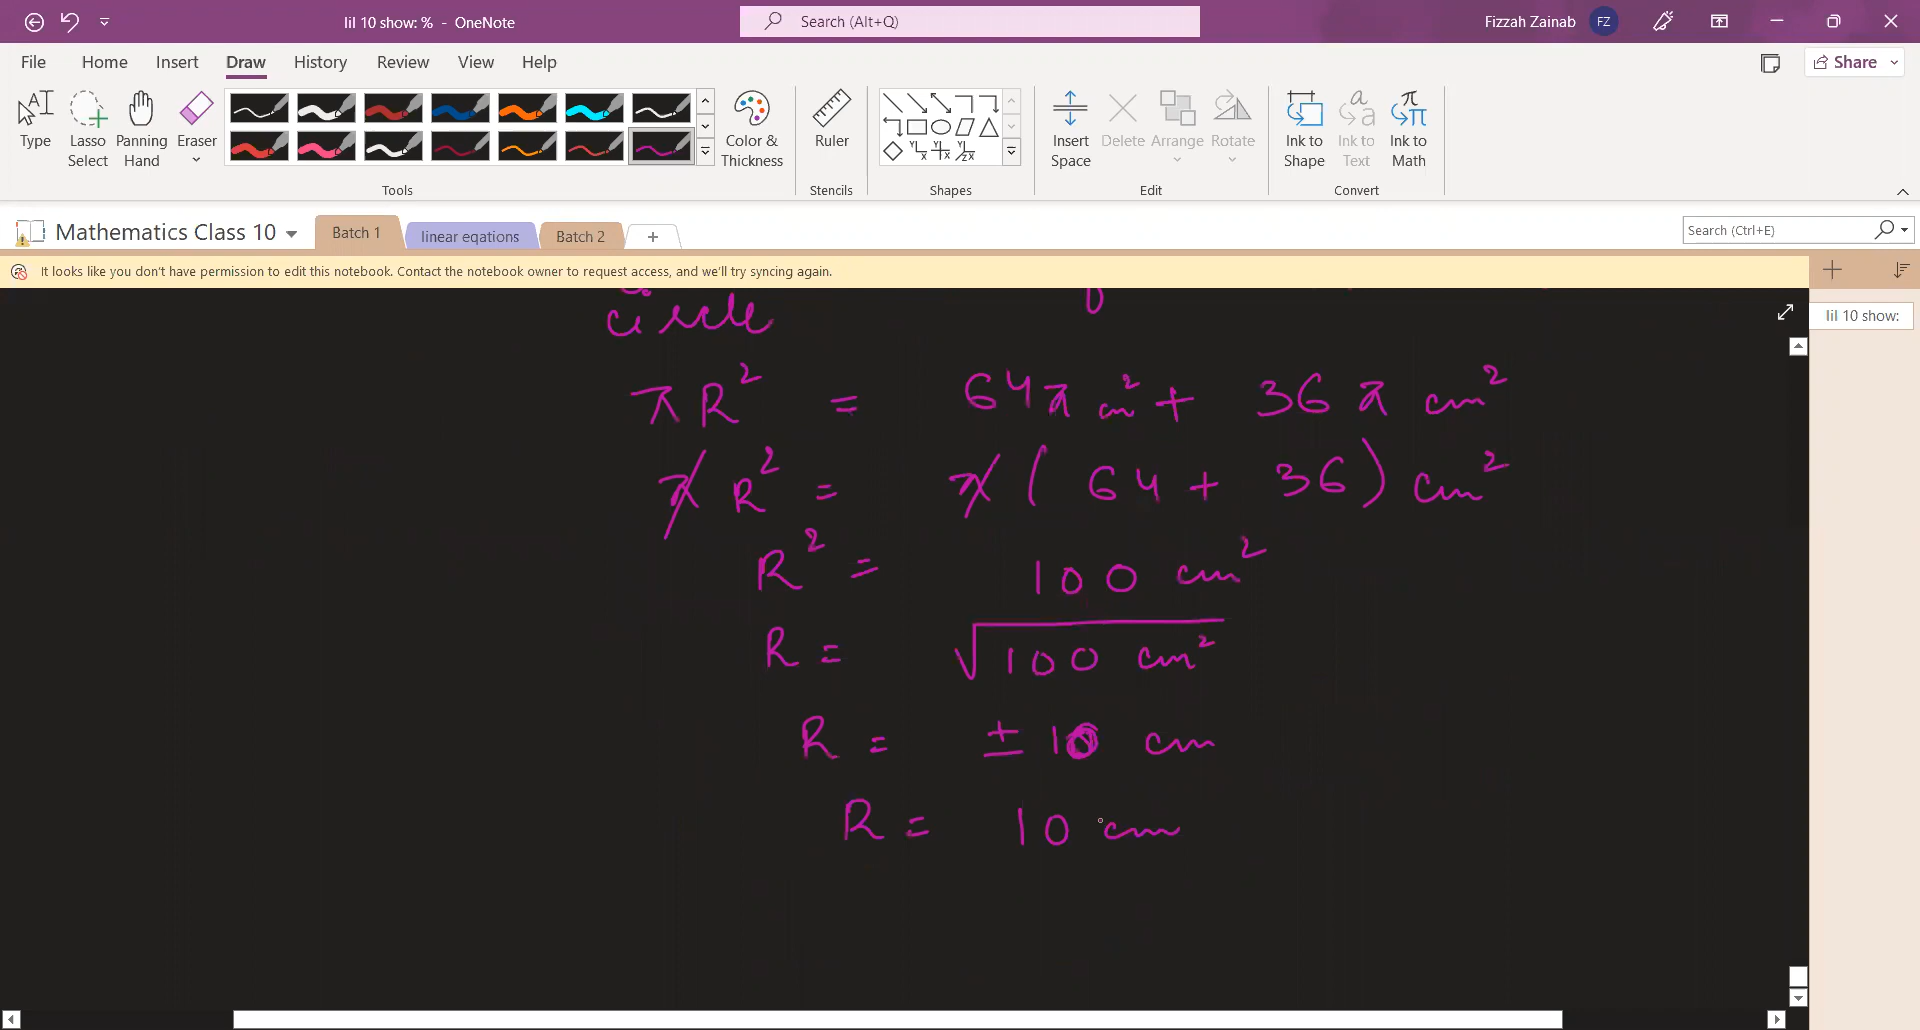 Iil 10 show: % - OneNote
Search (Alt+Q)
Fizzah Zainab FZ
File Home Insert Draw History Review View Help
Share
Type
Lasso Select
Panning Hand
Eraser
Color & Thickness
Ruler
Insert Space
Delete
Arrange
Rotate
Ink to Shape
Ink to Text
Ink to Math
Tools Stencils Shapes Edit Convert
Mathematics Class 10 Batch 1 linear eqations Batch 2 +
Search (Ctrl+E)
It looks like you don't have permission to edit this notebook. Contact the notebook owner to request access, and we'll try syncing again.
Iil 10 show:
circle
πR² = 64π cm² + 36 π cm²
π R² = π ( 64 + 36 ) cm²
R² = 100 cm²
R = √100 cm²
R = ± 10 cm
R = 10 cm